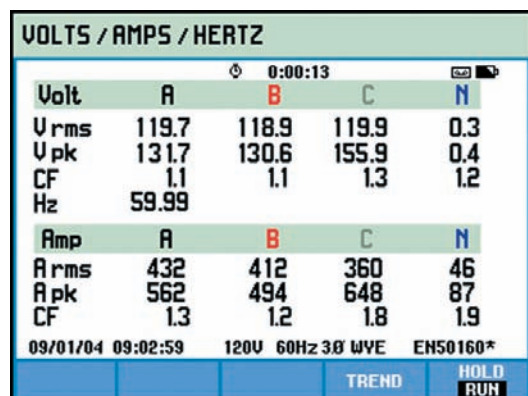 VOLTS / AMPS / HERTZ
0:00:13
Volt A B C N
V rms 119.7 118.9 119.9 0.3
V pk 131.7 130.6 155.9 0.4
CF 1.1 1.1 1.3 1.2
Hz 59.99
Amp A B C N
A rms 432 412 360 46
A pk 562 494 648 87
CF 1.3 1.2 1.8 1.9
09/01/04 09:02:59 120V 60Hz 3Ø WYE EN50160*
TREND HOLD
RUN